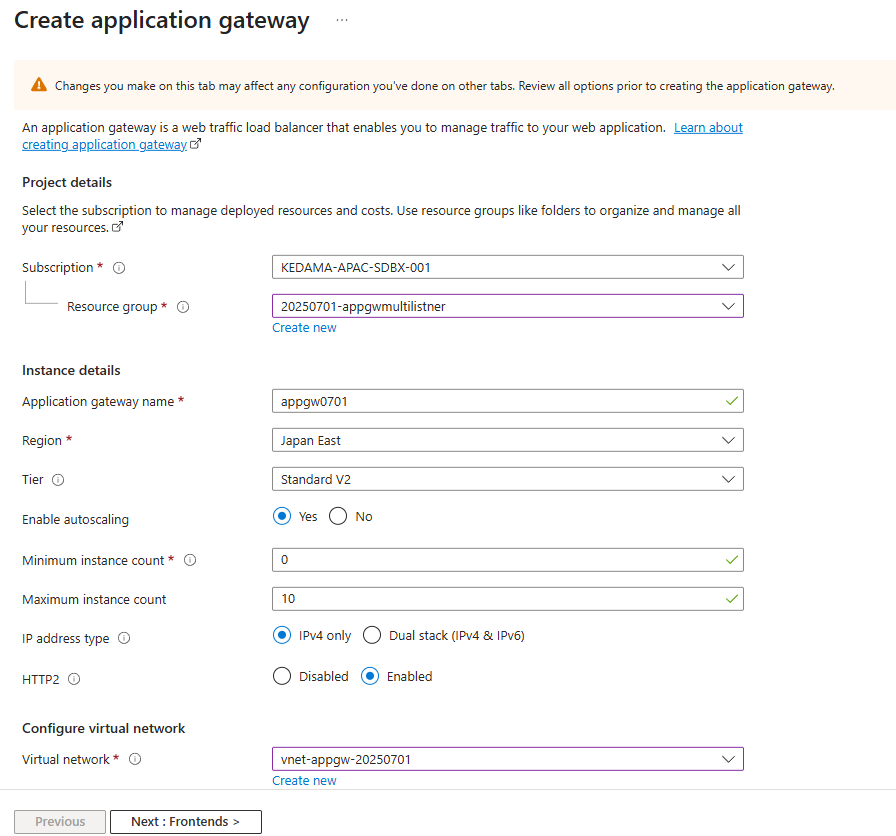 Create application gateway ...
Changes you make on this tab may affect any configuration you've done on other tabs. Review all options prior to creating the application gateway.
An application gateway is a web traffic load balancer that enables you to manage traffic to your web application. Learn about
creating application gateway
Project details
Select the subscription to manage deployed resources and costs. Use resource groups like folders to organize and manage all
your resources.
Subscription * KEDAMA-APAC-SDBX-001
Resource group * 20250701-appgwmultilistner
Create new
Instance details
Application gateway name * appgw0701
Region * Japan East
Tier Standard V2
Enable autoscaling Yes No
Minimum instance count * 0
Maximum instance count 10
IP address type IPv4 only Dual stack (IPv4 & IPv6)
HTTP2 Disabled Enabled
Configure virtual network
Virtual network * vnet-appgw-20250701
Create new
Previous Next : Frontends >